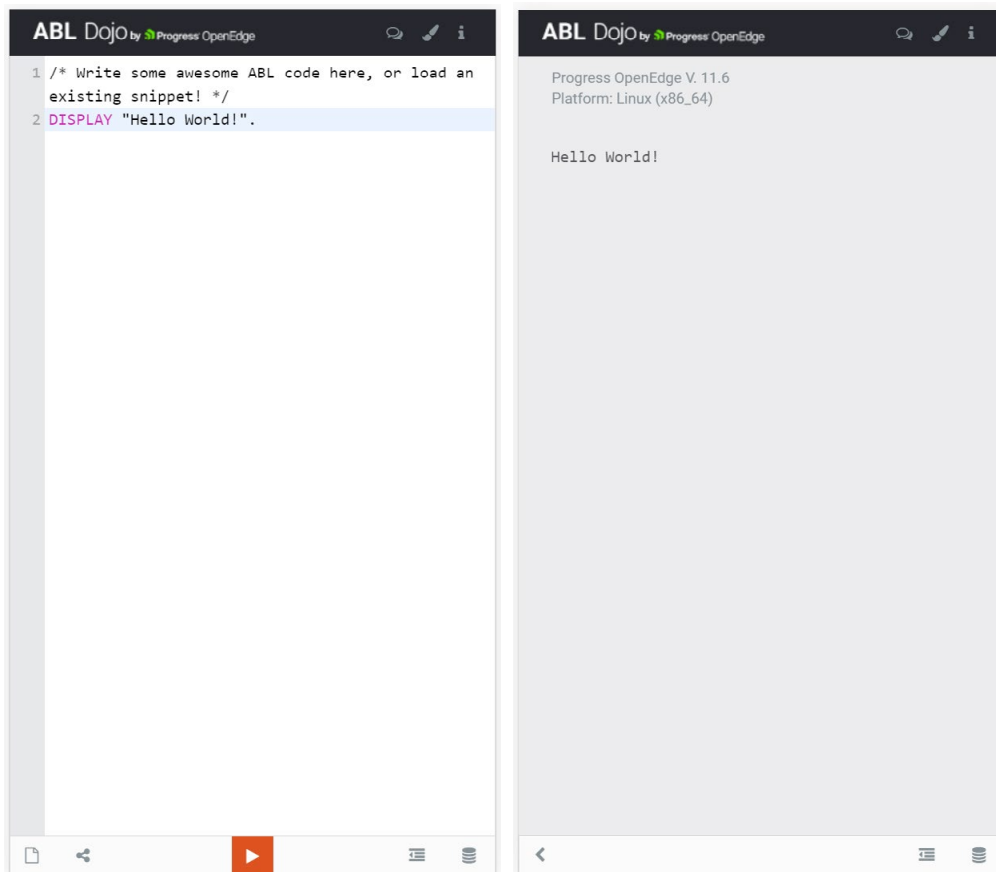 ABL Dojo by Progress OpenEdge
1 /* Write some awesome ABL code here, or load an
existing snippet! */
2 DISPLAY "Hello World!".
ABL Dojo by Progress OpenEdge
Progress OpenEdge V. 11.6
Platform: Linux (x86_64)
Hello World!